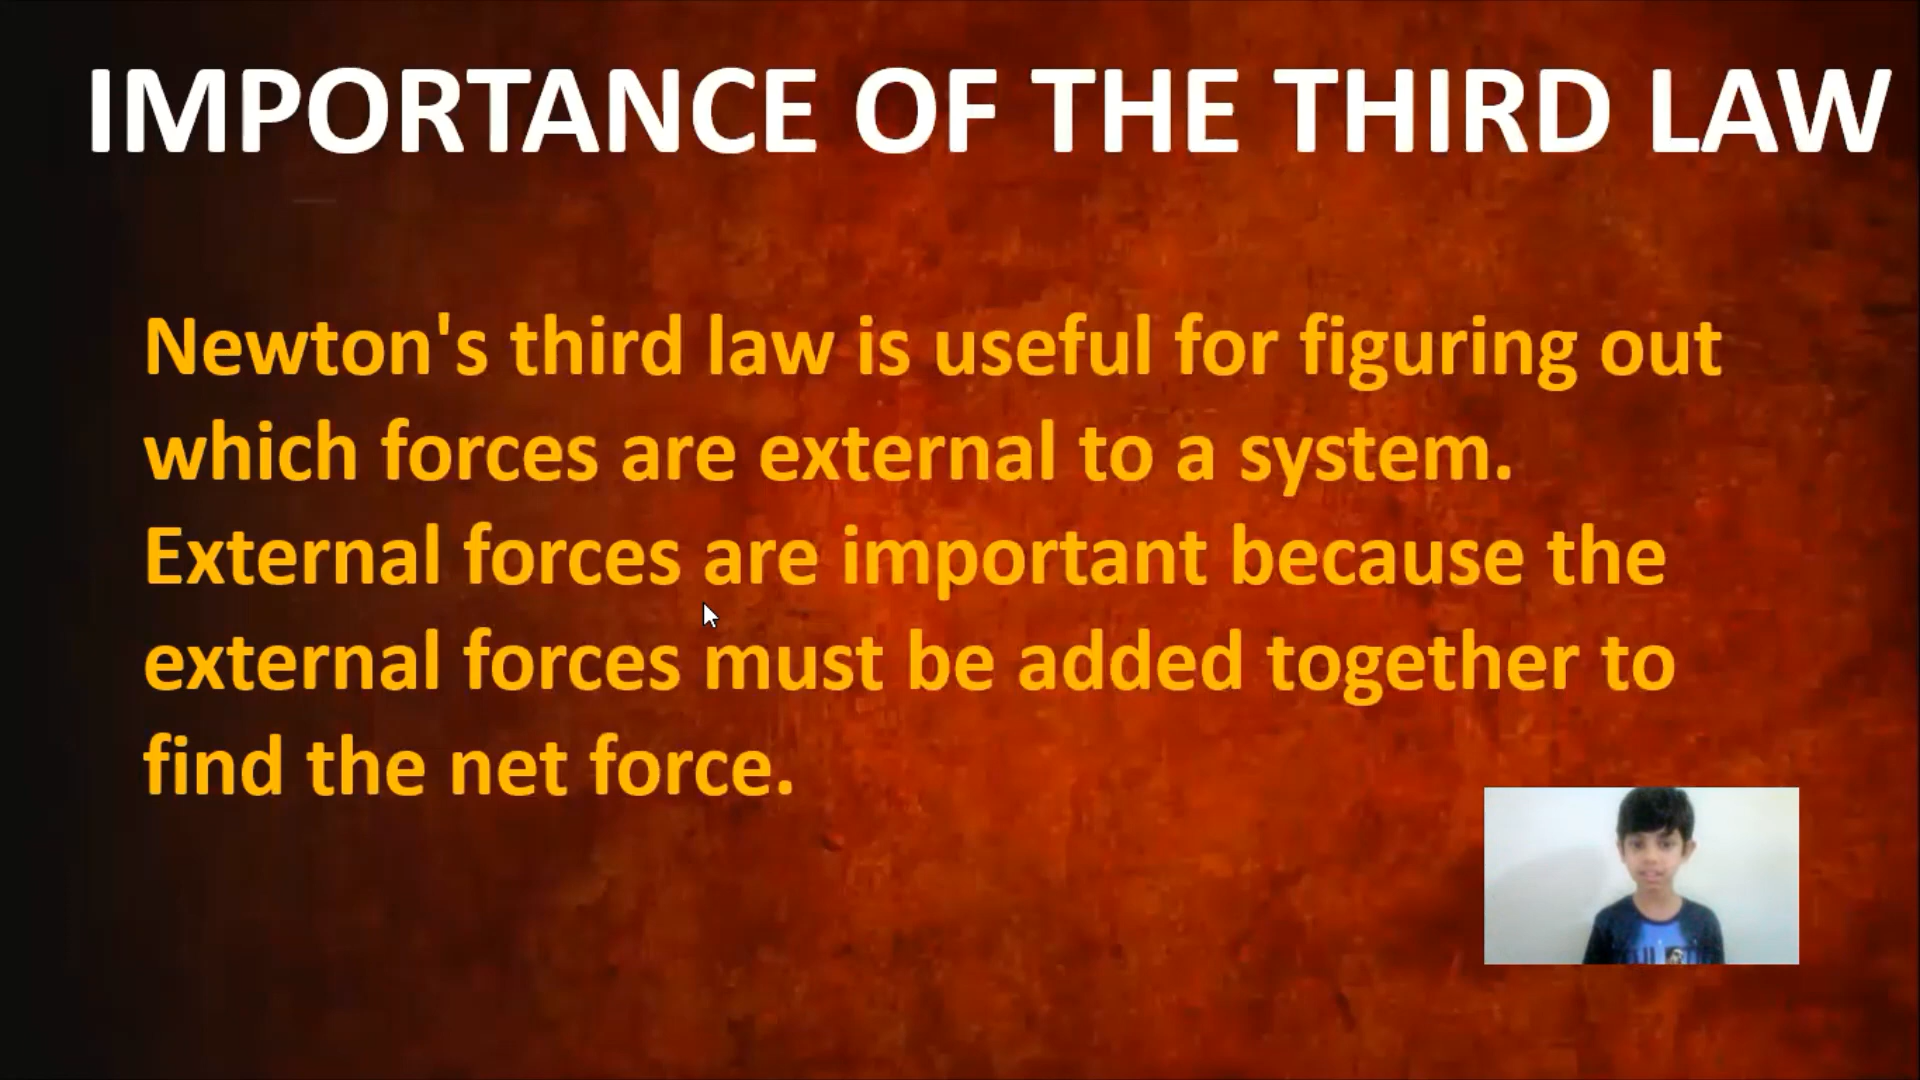 IMPORTANCE OF THE THIRD LAW
Newton's third law is useful for figuring out
which forces are external to a system.
External forces are important because the
external forces must be added together to
find the net force.